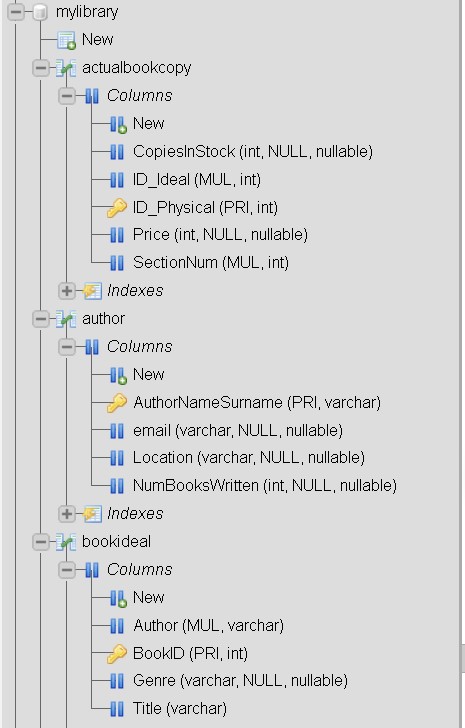 mylibrary
New
actualbookcopy
Columns
New
CopiesInStock (int, NULL, nullable)
ID_Ideal (MUL, int)
ID_Physical (PRI, int)
Price (int, NULL, nullable)
SectionNum (MUL, int)
Indexes
author
Columns
New
AuthorNameSurname (PRI, varchar)
email (varchar, NULL, nullable)
Location (varchar, NULL, nullable)
NumBooksWritten (int, NULL, nullable)
Indexes
bookideal
Columns
New
Author (MUL, varchar)
BookID (PRI, int)
Genre (varchar, NULL, nullable)
Title (varchar)